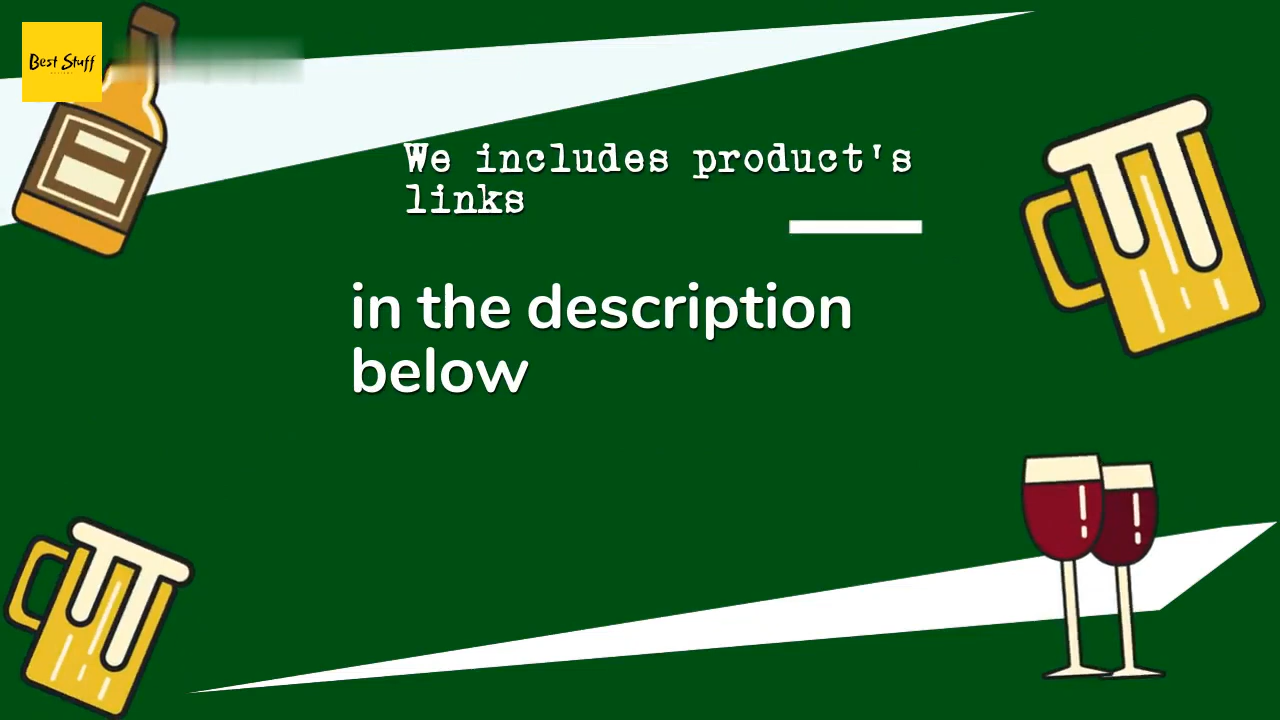 Best Stuff
We includes product's
links
in the description
below